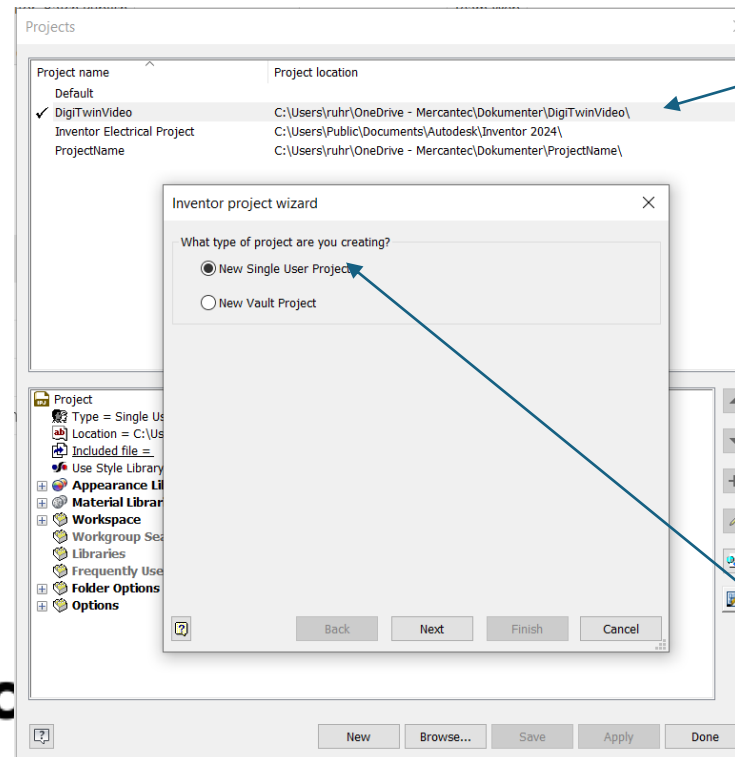 Projects
Project name Project location
Default
DigiTwinVideo C:\Users\ruhr\OneDrive - Mercantec\Dokumenter\DigiTwinVideo\
Inventor Electrical Project C:\Users\Public\Documents\Autodesk\Inventor 2024\
ProjectName C:\Users\ruhr\OneDrive - Mercantec\Dokumenter\ProjectName\
Inventor project wizard
What type of project are you creating?
New Single User Project
New Vault Project
Project
Type = Single Us
Location = C:\Us
Included file =
Use Style Library
Appearance Li
Material Librar
Workspace
Workgroup Sea
Libraries
Frequently Use
Folder Options
Options
Back Next Finish Cancel
New Browse... Save Apply Done